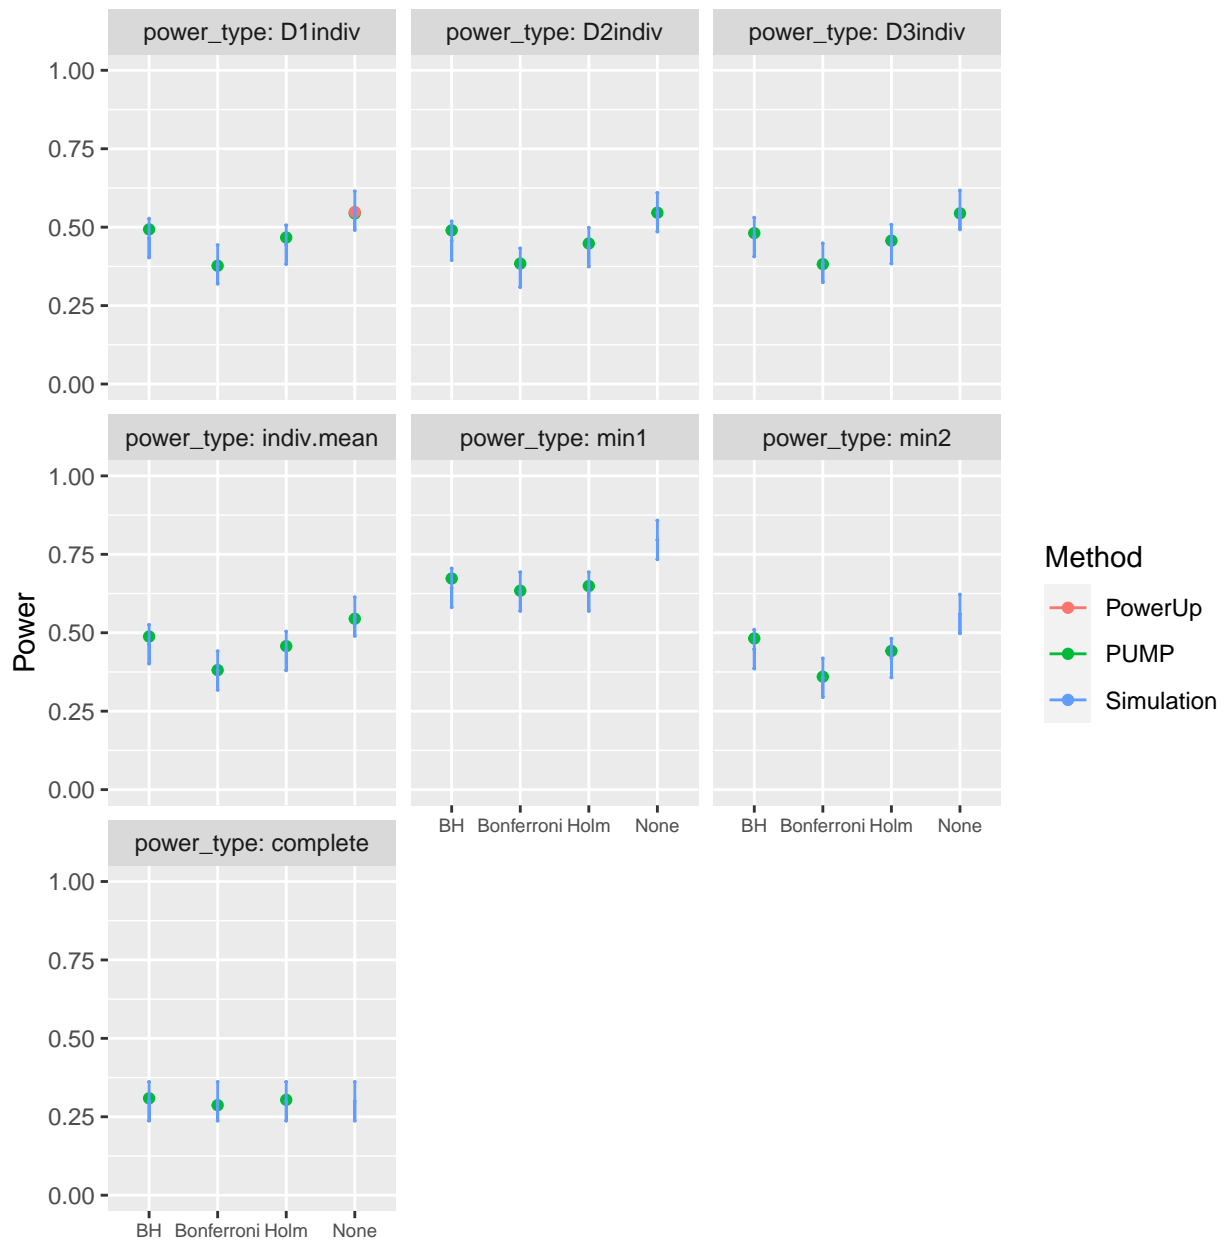 power_type: D1indiv
power_type: D2indiv
power_type: D3indiv
1.00
0.75
0.50
0.25
0.00
power_type: indiv.mean
power_type: min1
power_type: min2
1.00
0.75
0.50
0.25
0.00
BH Bonferroni Holm None
BH Bonferroni Holm None
power_type: complete
1.00
0.75
0.50
0.25
0.00
BH Bonferroni Holm None
Power
Method
PowerUp
PUMP
Simulation